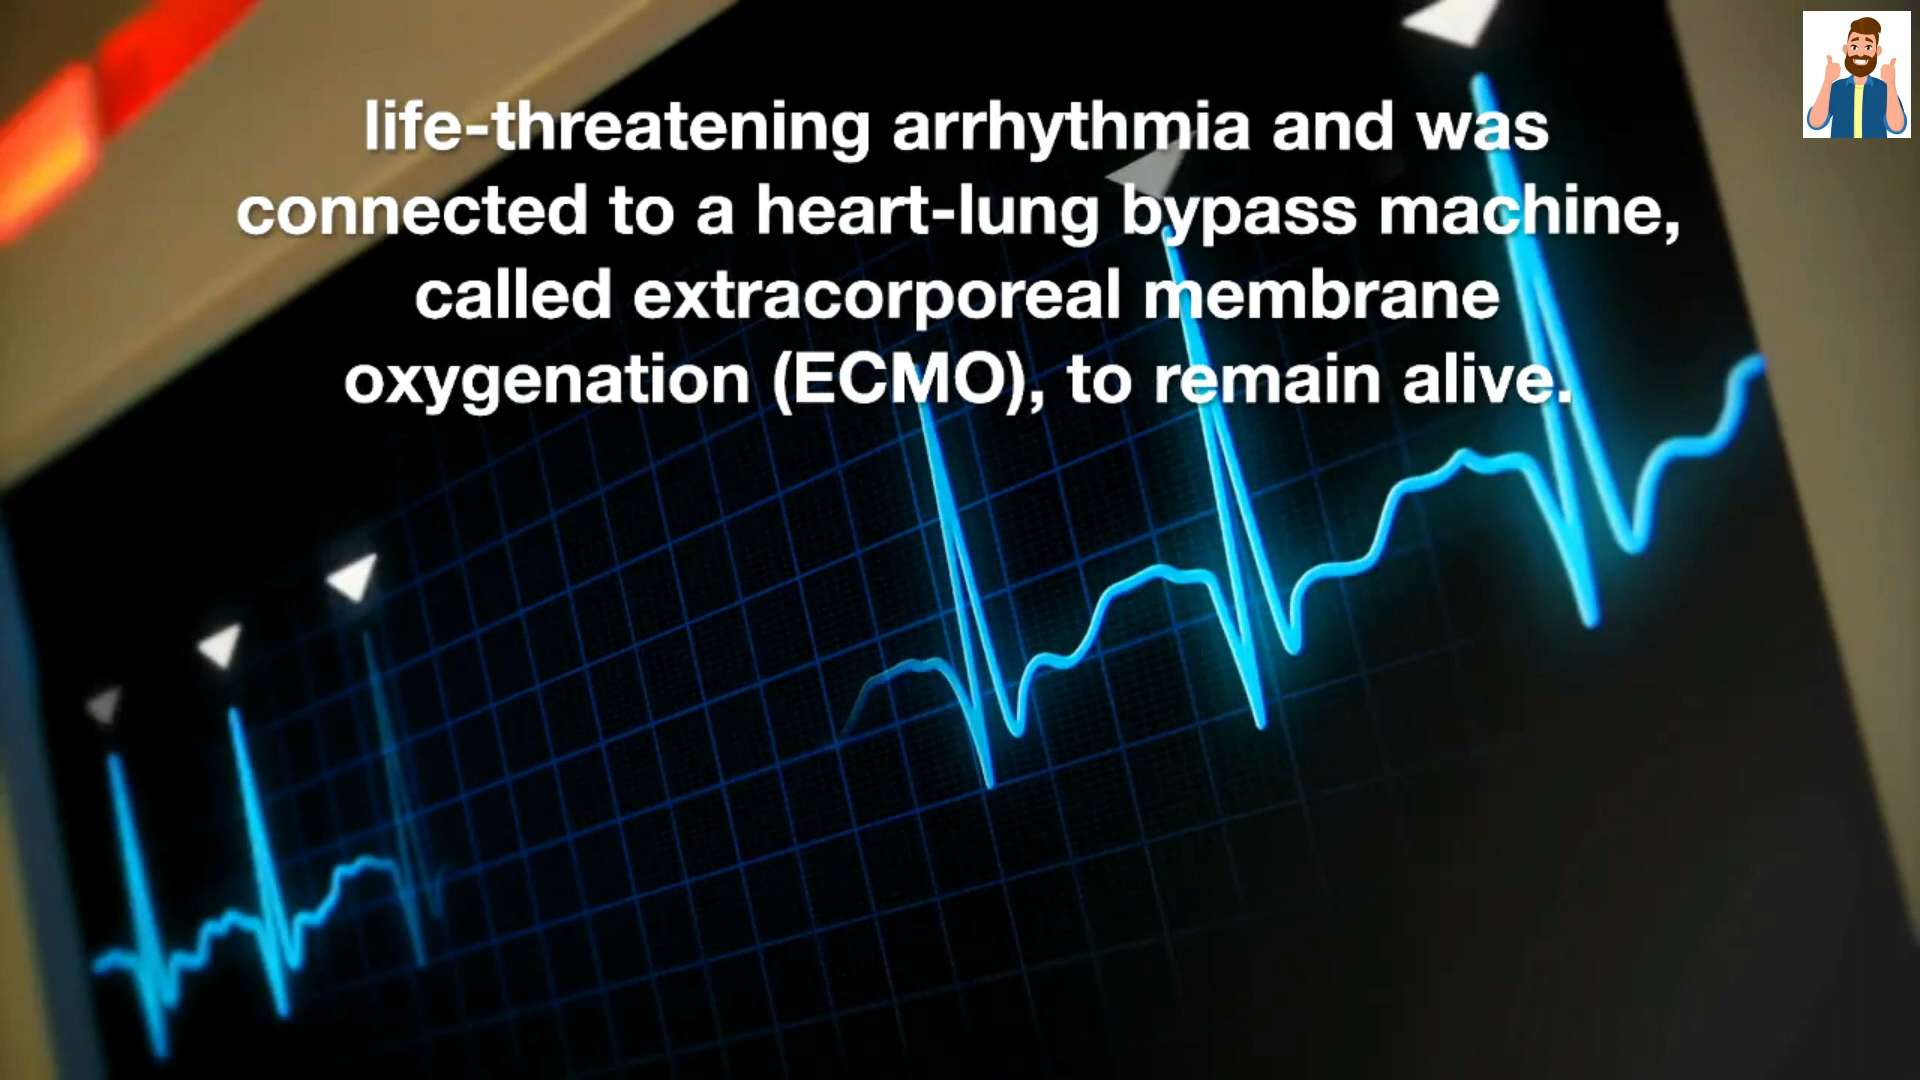 life-threatening arrhythmia and was
connected to a heart-lung bypass machine,
called extracorporeal membrane
oxygenation (ECMO), to remain alive.